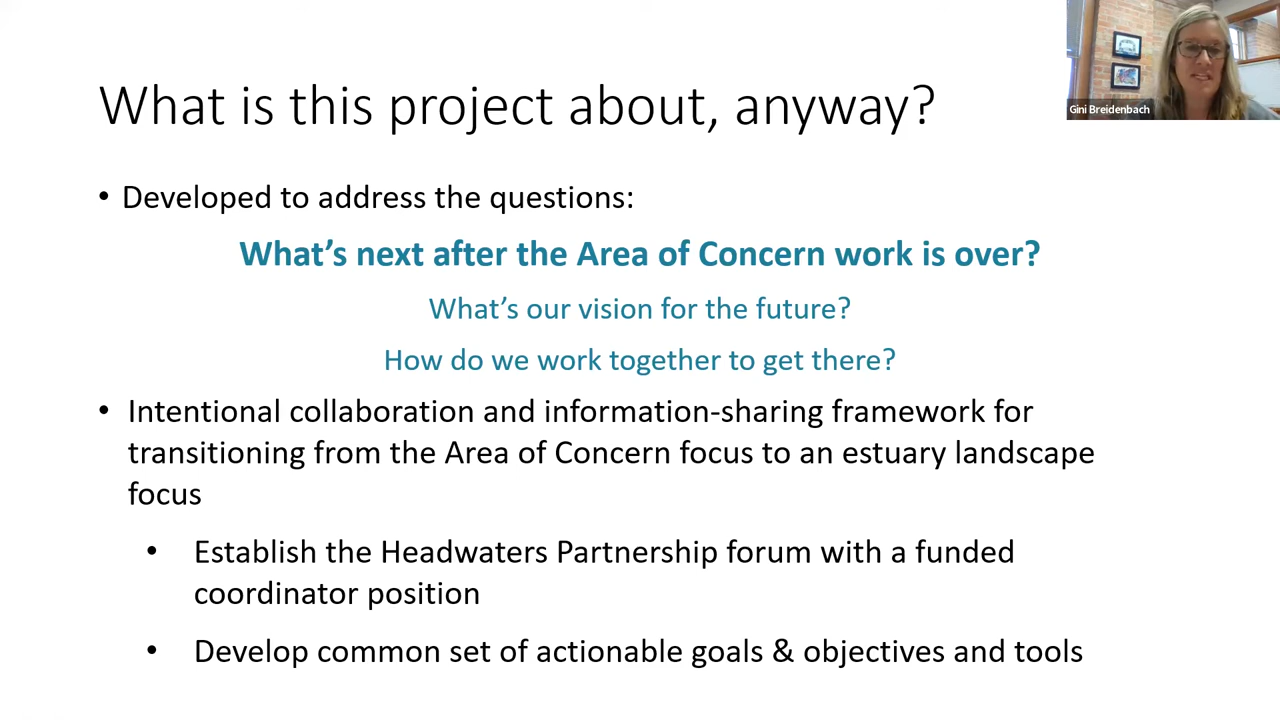 What is this project about, anyway?
Gini Breidenbach
• Developed to address the questions:
What’s next after the Area of Concern work is over?
What’s our vision for the future?
How do we work together to get there?
• Intentional collaboration and information-sharing framework for
transitioning from the Area of Concern focus to an estuary landscape
focus
• Establish the Headwaters Partnership forum with a funded
coordinator position
• Develop common set of actionable goals & objectives and tools